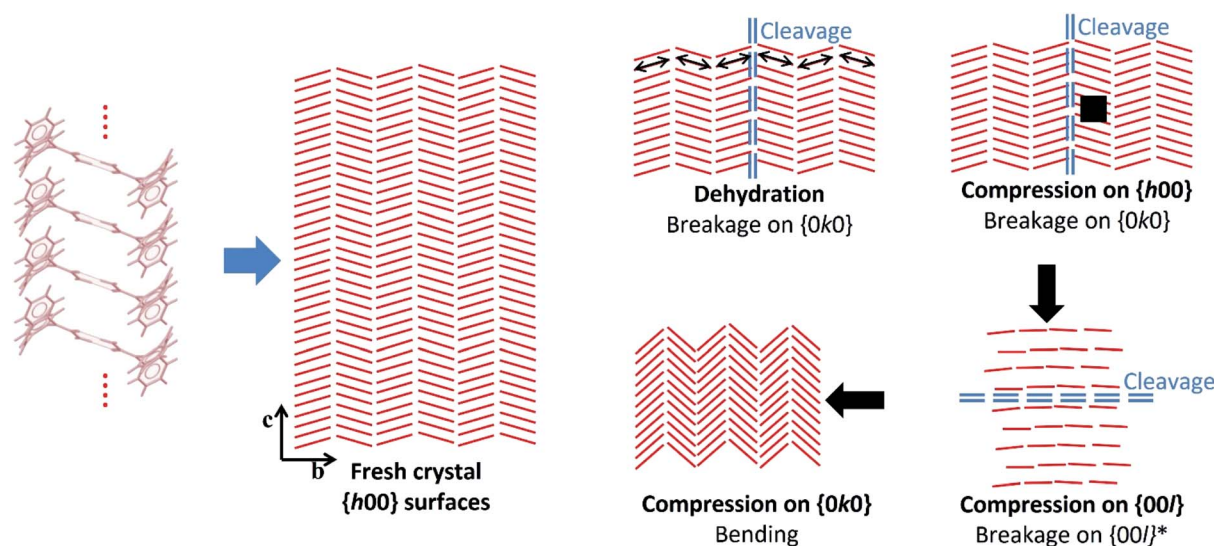 c
b
Fresh crystal
{h00} surfaces
Cleavage
Dehydration
Breakage on {0k0}
Cleavage
Compression on {h00}
Breakage on {0k0}
Compression on {0k0}
Bending
Cleavage
Compression on {00l}
Breakage on {00l}*